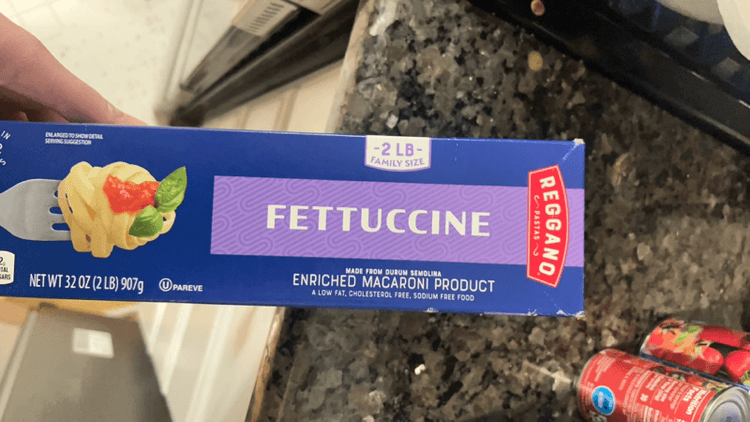 ENLARGED TO SHOW DETAIL
SERVING SUGGESTION
-2 LB-
FAMILY SIZE
FETTUCCINE
REGGANO
PASTAS
MADE FROM DURUM SEMOLINA
ENRICHED MACARONI PRODUCT
A LOW FAT, CHOLESTEROL FREE, SODIUM FREE FOOD
NET WT 32 OZ (2 LB) 907g
U PAREVE